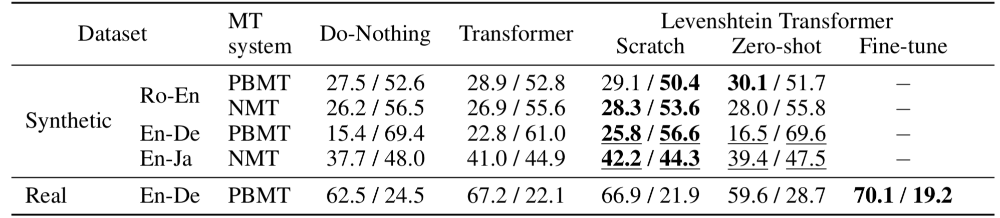 Dataset MT system Do-Nothing Transformer Levenshtein Transformer
Scratch Zero-shot Fine-tune
Synthetic Ro-En PBMT 27.5 / 52.6 28.9 / 52.8 29.1 / 50.4 30.1 / 51.7 –
NMT 26.2 / 56.5 26.9 / 55.6 28.3 / 53.6 28.0 / 55.8 –
En-De PBMT 15.4 / 69.4 22.8 / 61.0 25.8 / 56.6 16.5 / 69.6 –
En-Ja NMT 37.7 / 48.0 41.0 / 44.9 42.2 / 44.3 39.4 / 47.5 –
Real En-De PBMT 62.5 / 24.5 67.2 / 22.1 66.9 / 21.9 59.6 / 28.7 70.1 / 19.2